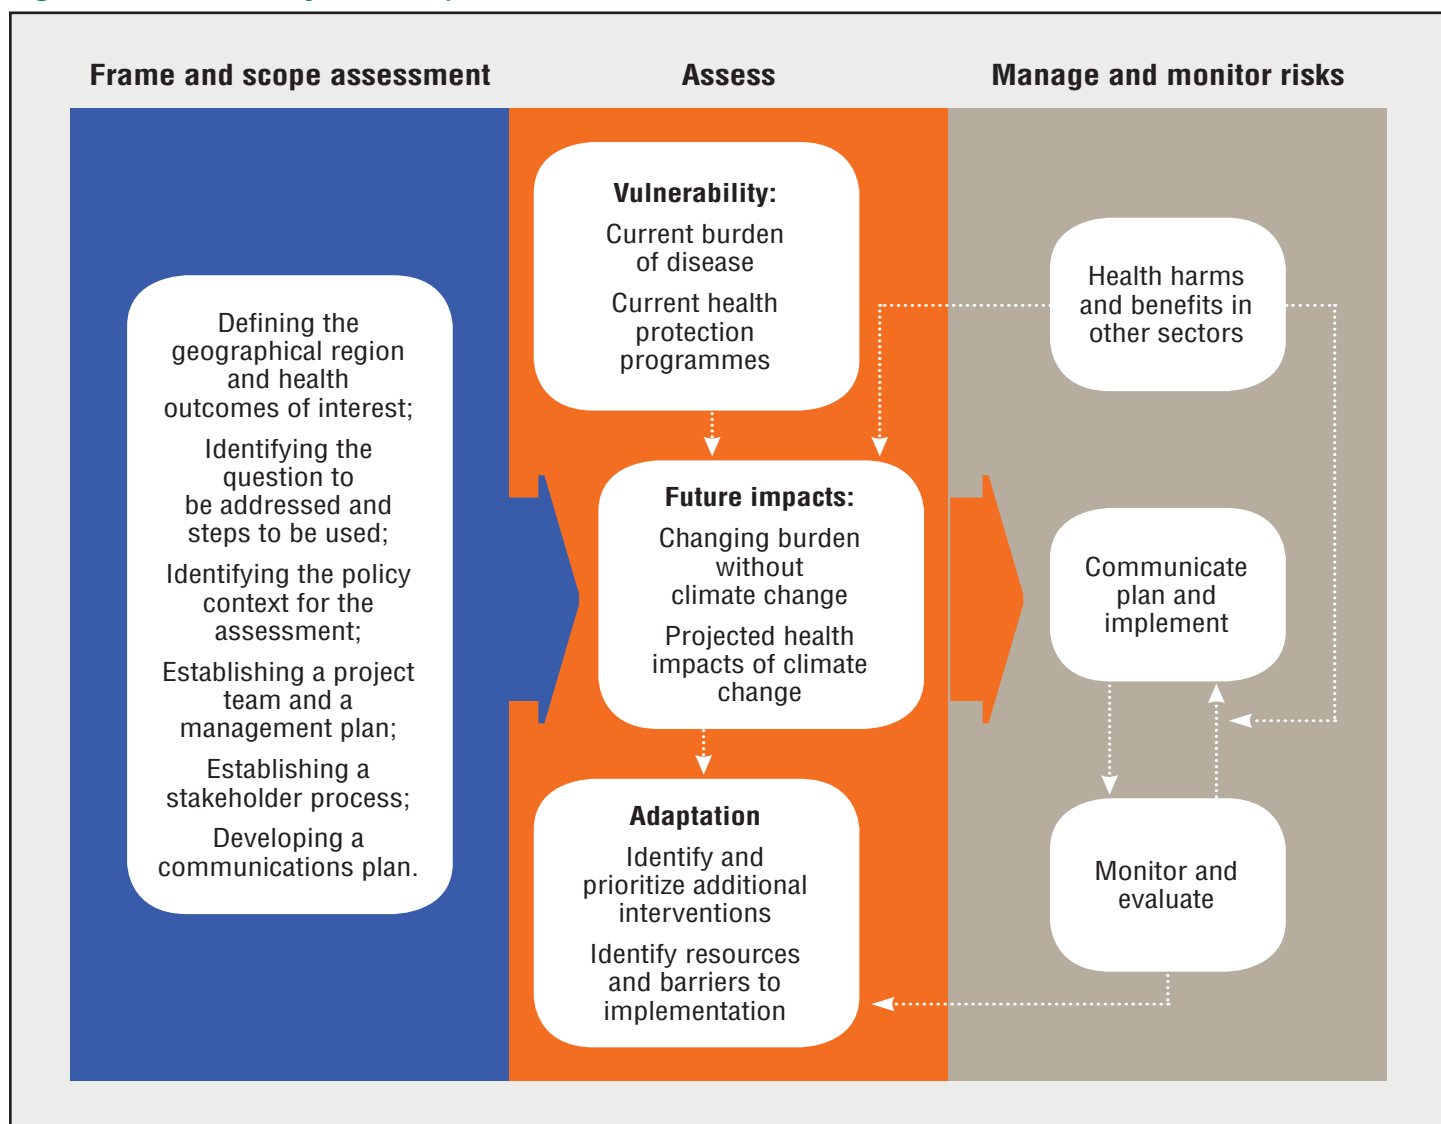 Frame and scope assessment
Assess
Manage and monitor risks
Defining the
geographical region
and health
outcomes of interest;
Identifying the
question to
be addressed and
steps to be used;
Identifying the policy
context for the
assessment;
Establishing a project
team and a
management plan;
Establishing a
stakeholder process;
Developing a
communications plan.
Vulnerability:
Current burden
of disease
Current health
protection
programmes
Future impacts:
Changing burden
without
climate change
Projected health
impacts of climate
change
Adaptation
Identify and
prioritize additional
interventions
Identify resources
and barriers to
implementation
Health harms
and benefits in
other sectors
Communicate
plan and
implement
Monitor and
evaluate